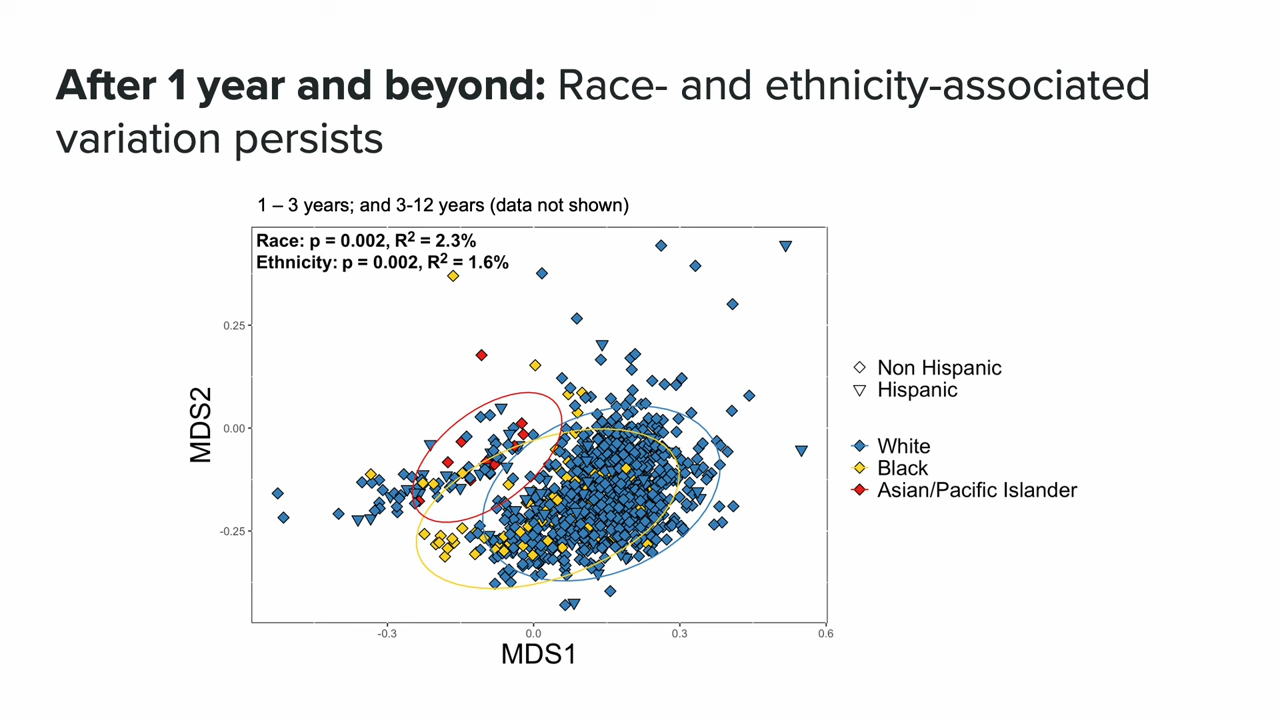 After 1 year and beyond: Race- and ethnicity-associated
variation persists
1 – 3 years; and 3-12 years (data not shown)
Race: p = 0.002, R² = 2.3%
Ethnicity: p = 0.002, R² = 1.6%
0.25
0.00
-0.25
MDS2
-0.3
0.0
0.3
0.6
MDS1
Non Hispanic
Hispanic
White
Black
Asian/Pacific Islander